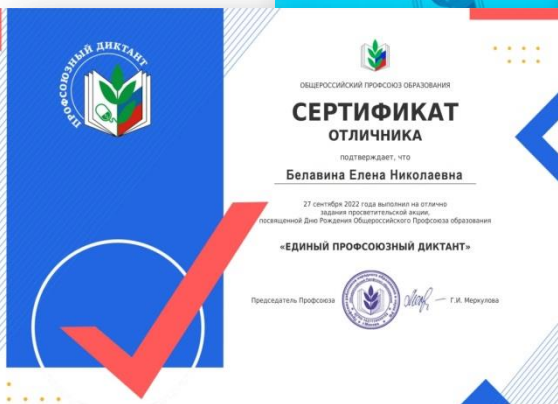 ПРОФСОЮЗНЫЙ ДИКТАНТ
ОБЩЕРОССИЙСКИЙ ПРОФСОЮЗ ОБРАЗОВАНИЯ
СЕРТИФИКАТ
ОТЛИЧНИКА
подтверждает, что
Белавина Елена Николаевна
27 сентября 2022 года выполнил на отлично
задания просветительской акции,
посвященной Дню Рождения Общероссийского Профсоюза образования
«ЕДИНЫЙ ПРОФСОЮЗНЫЙ ДИКТАНТ»
Председатель Профсоюза
Г.И. Меркулова